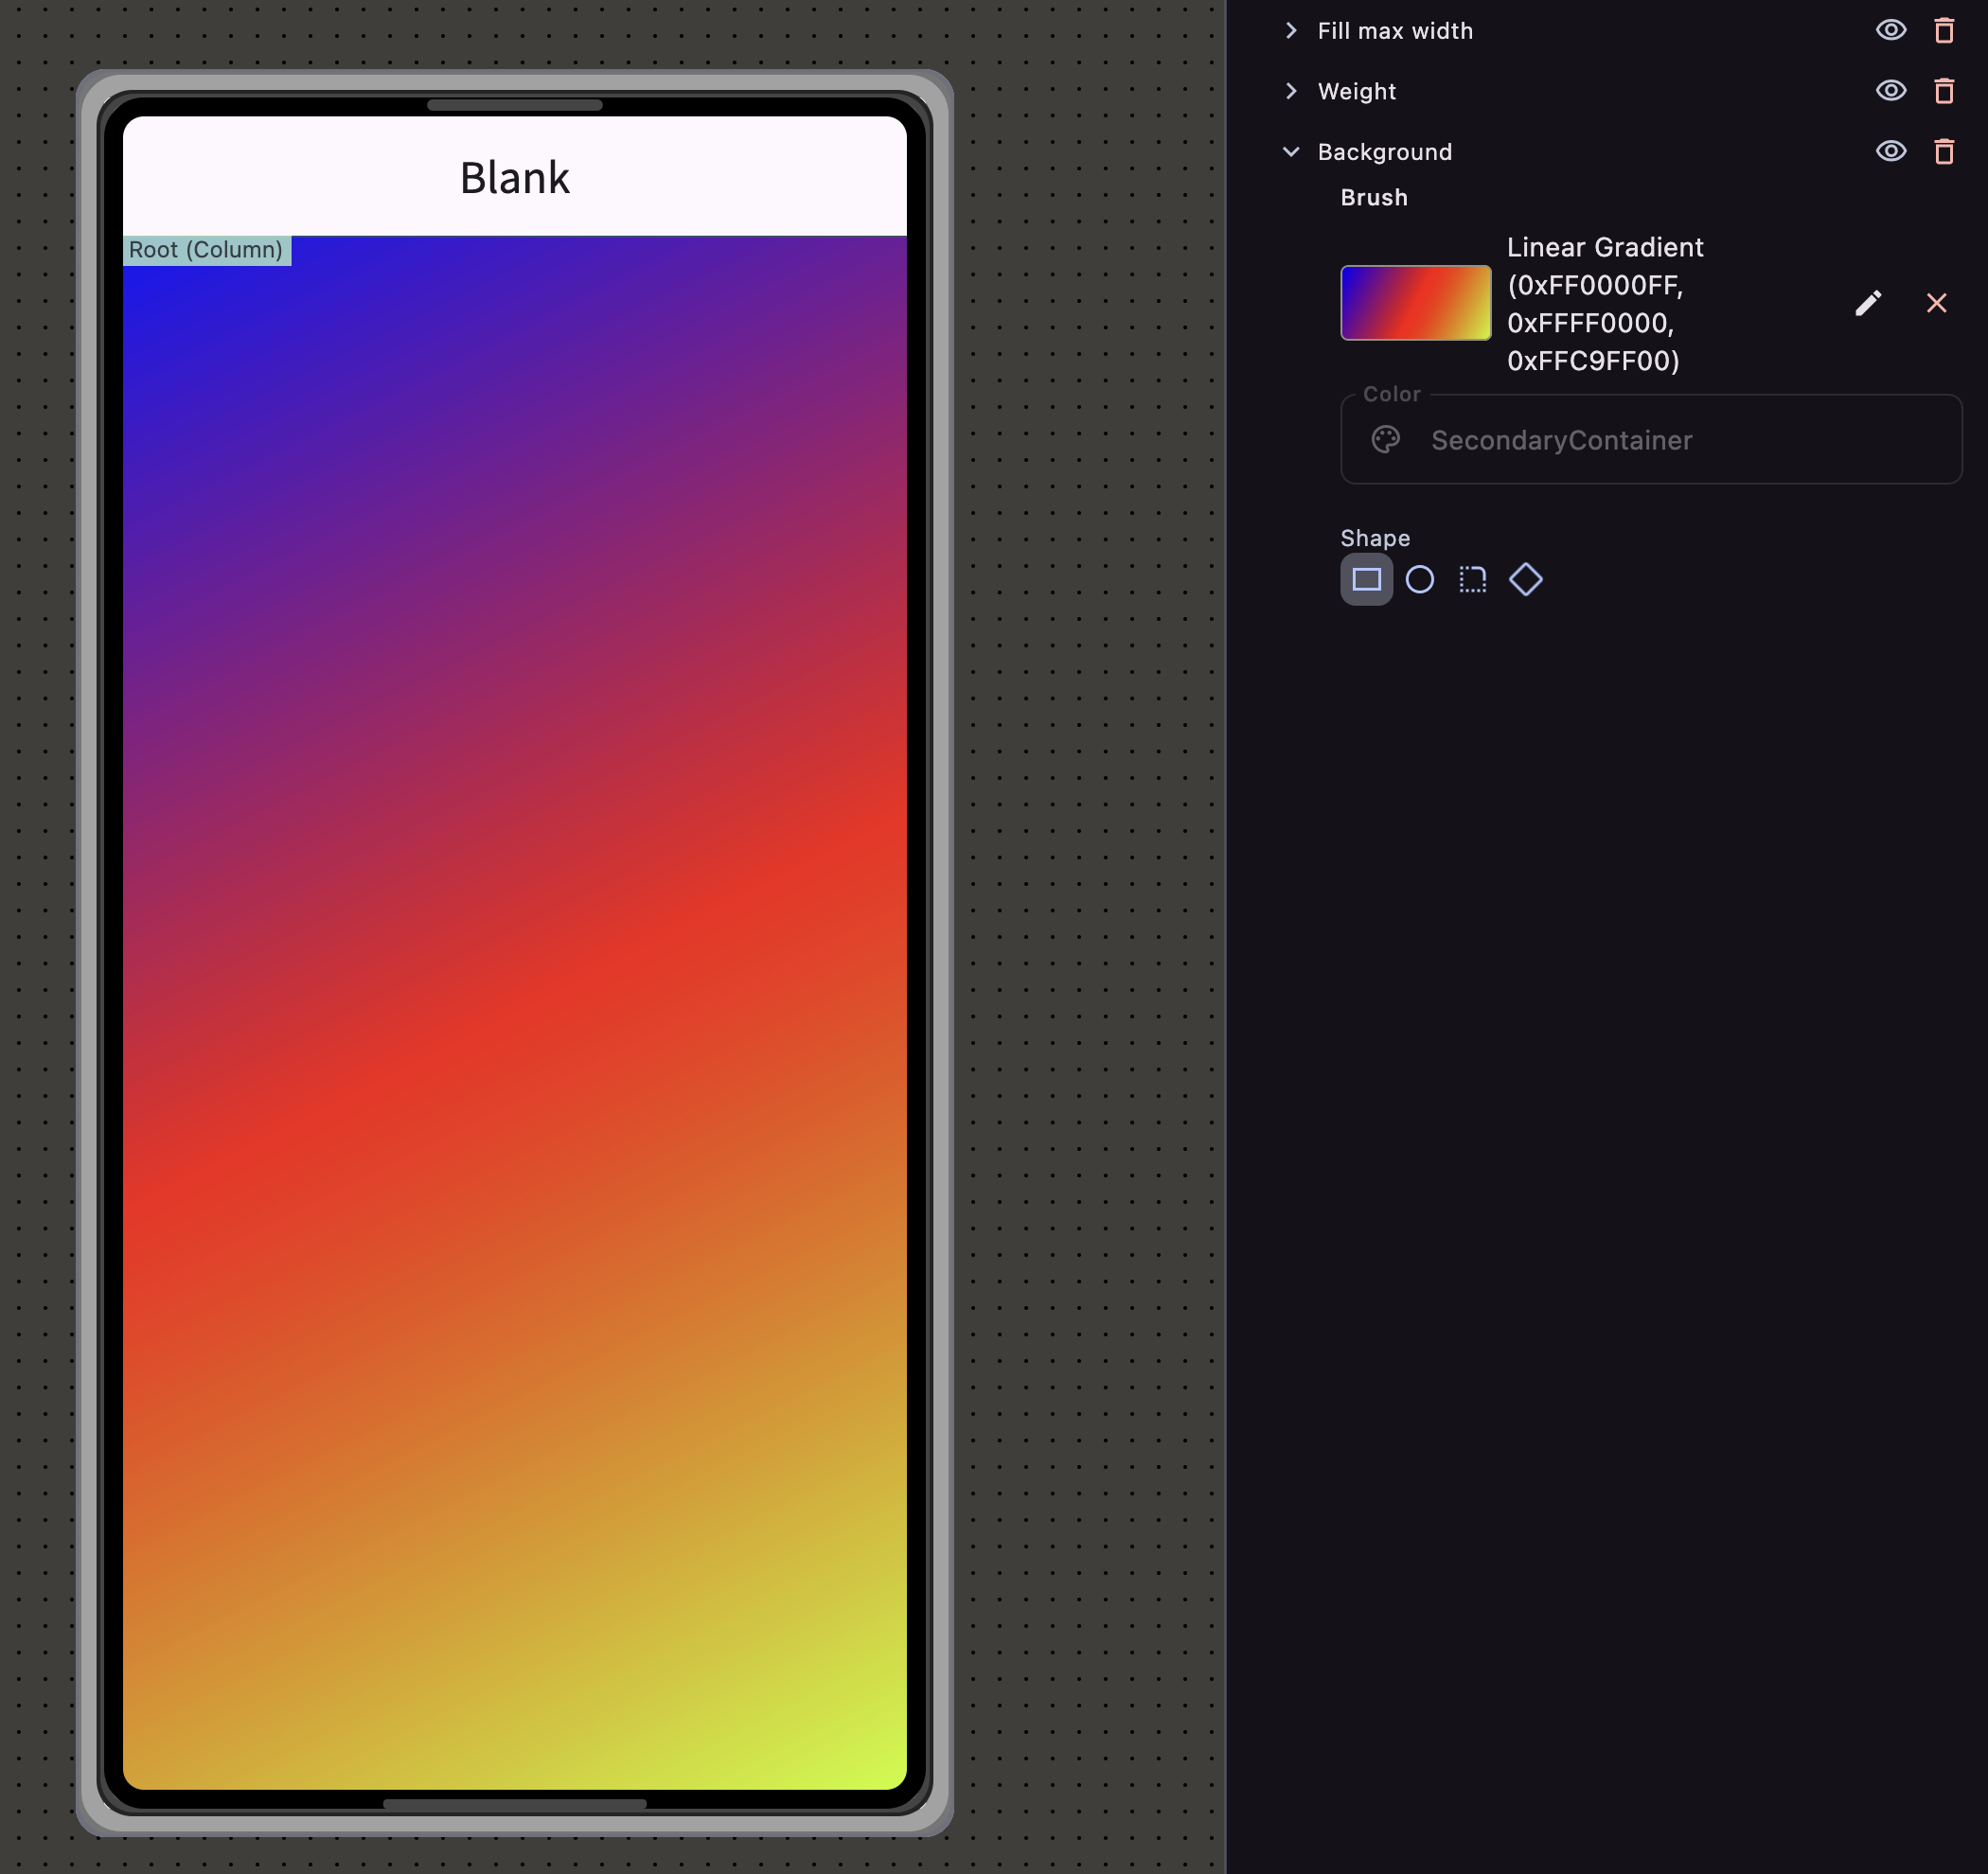 Blank
Root (Column)
Fill max width
Weight
Background
Brush
Linear Gradient
(0xFF0000FF,
0xFFFF0000,
0xFFC9FF00)
Color
SecondaryContainer
Shape